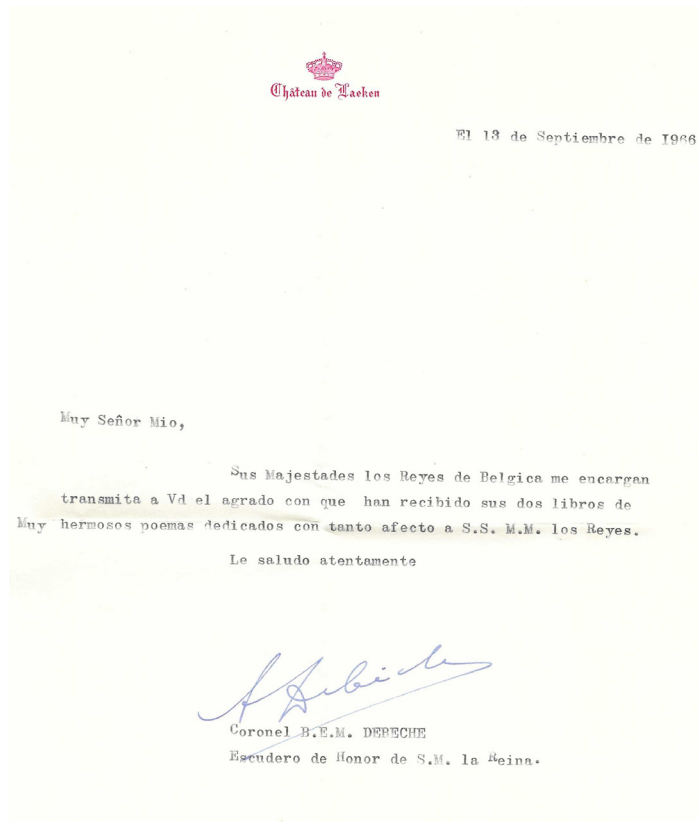 Château de Laeken
El 13 de Septiembre de I966
Muy Señor Mio,
Sus Majestades los Reyes de Belgica me encargan
transmita a Vd el agrado con que han recibido sus dos libros de
Muy hermosos poemas dedicados con tanto afecto a S.S. M.M. los Reyes.
Le saludo atentamente
Coronel B.E.M. DEBECHE
Escudero de Honor de S.M. la Reina.